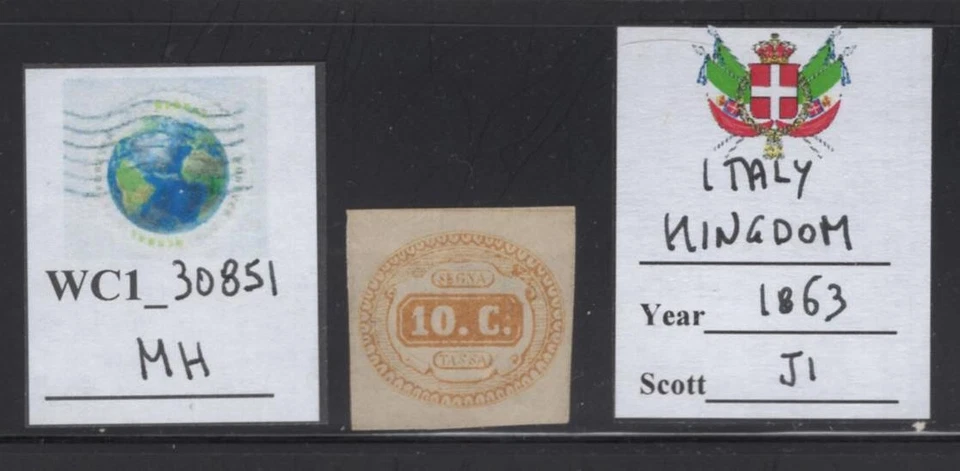 WC1_30851
MH
SEGNA
10. C.
TASSA
ITALY
KINGDOM
Year 1863
Scott J1